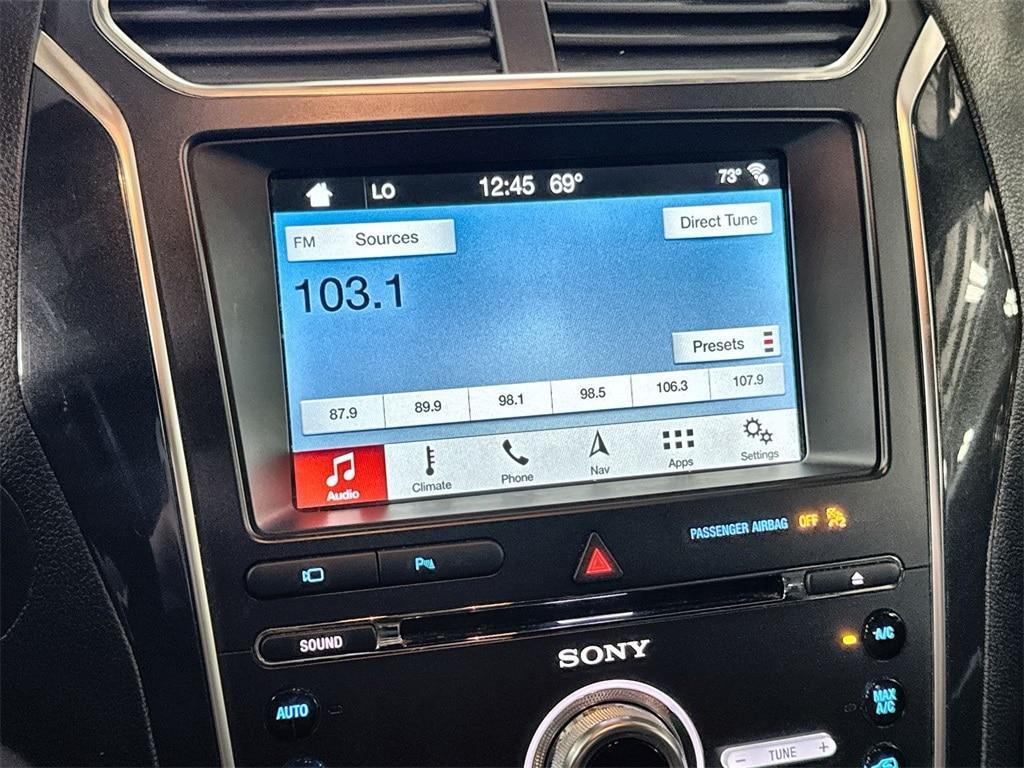 LO 12:45 69° 73°
FM Sources Direct Tune
103.1
Presets
87.9 89.9 98.1 98.5 106.3 107.9
Audio Climate Phone Nav Apps Settings
PASSENGER AIRBAG OFF
P
SOUND
SONY
A/C
AUTO
MAX A/C
− TUNE +